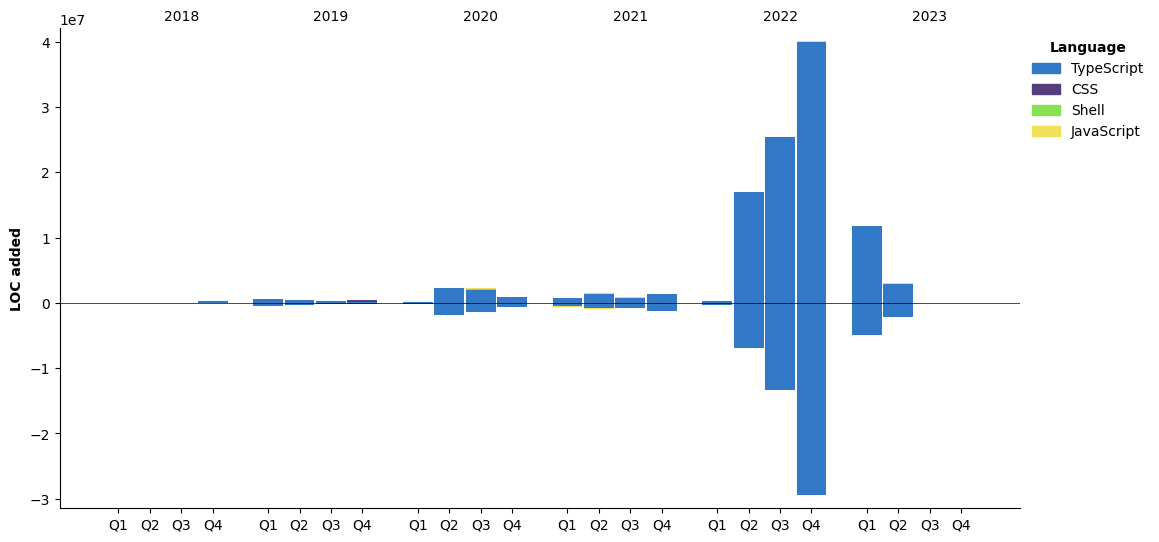 1e7
2018 2019 2020 2021 2022 2023
4
3
2
1
0
−1
−2
−3
LOC added
Q1 Q2 Q3 Q4 Q1 Q2 Q3 Q4 Q1 Q2 Q3 Q4 Q1 Q2 Q3 Q4 Q1 Q2 Q3 Q4 Q1 Q2 Q3 Q4
Language
TypeScript
CSS
Shell
JavaScript